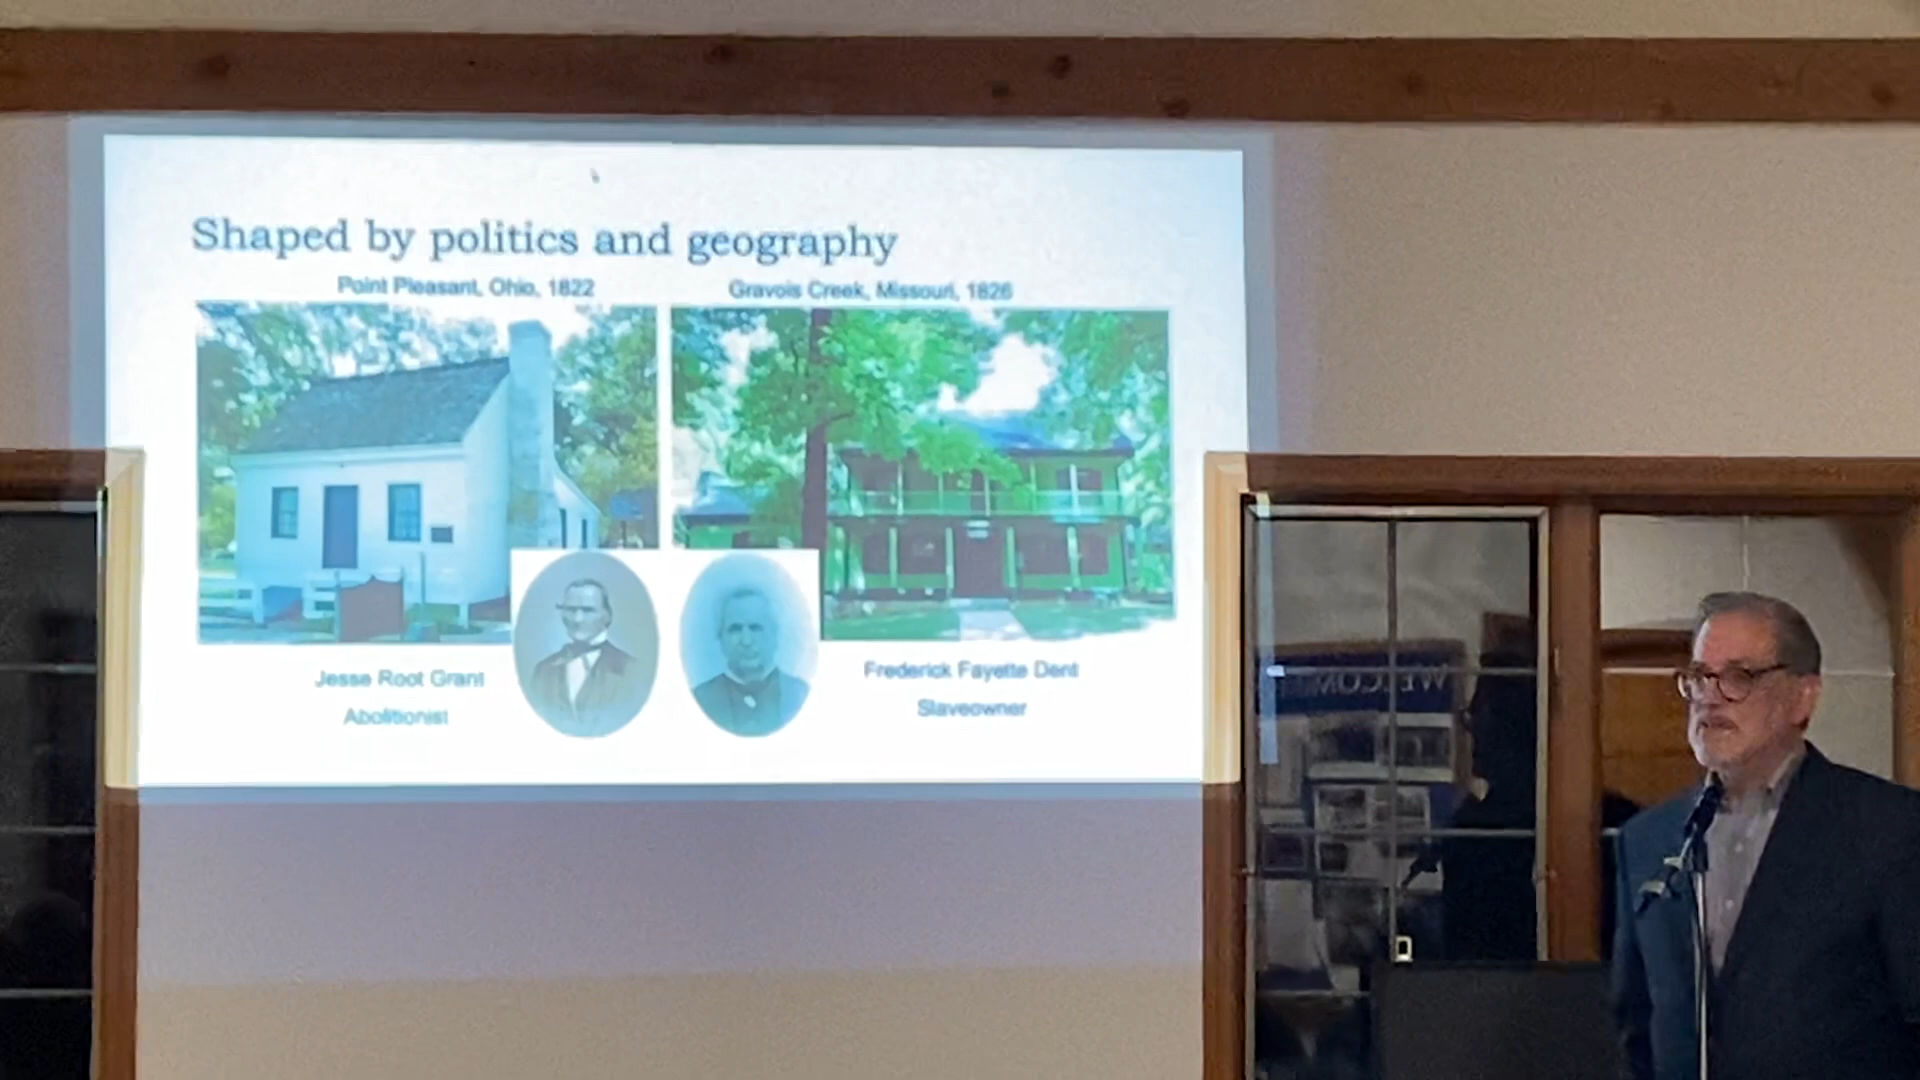 Shaped by politics and geography
Point Pleasant, Ohio, 1822
Gravois Creek, Missouri, 1826
Jesse Root Grant
Abolitionist
Frederick Fayette Dent
Slaveowner
WELCOM